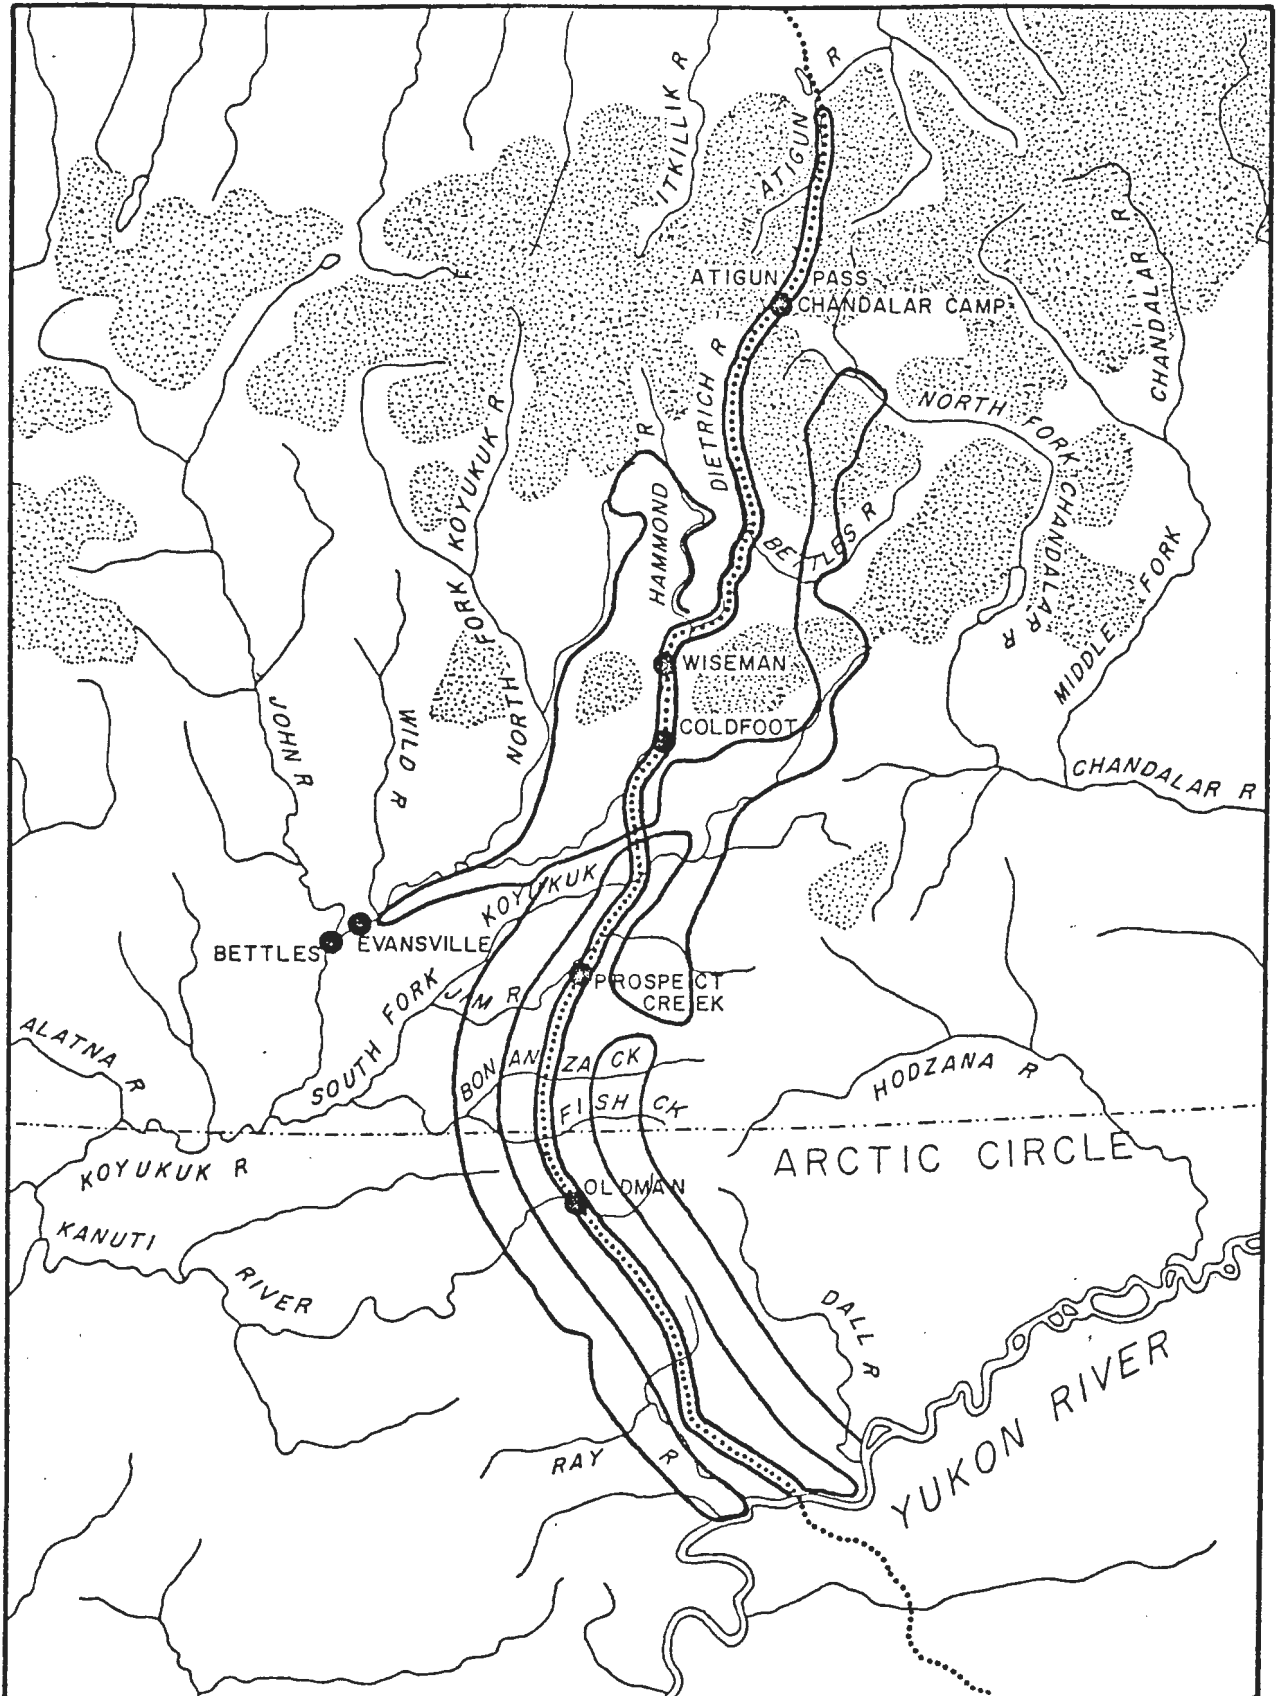 ITKILLIK R
ATIGUN R
ATIGUN PASS
CHANDALAR CAMP
CHANDALAR R
DIETRICH R
NORTH FORK CHANDALAR R
NORTH FORK KOYUKUK R
HAMMOND R
BETTLES R
MIDDLE FORK
WISEMAN
JOHN R
WILD R
COLDFOOT
CHANDALAR R
KOYUKUK
BETTLES
EVANSVILLE
PROSPECT
CREEK
SOUTH FORK
JIM R
ALATNA R
BONANZA CK
HODZANA R
FISH CK
ARCTIC CIRCLE
KOYUKUK R
OLDMAN
KANUTI RIVER
DALL R
RAY R
YUKON RIVER